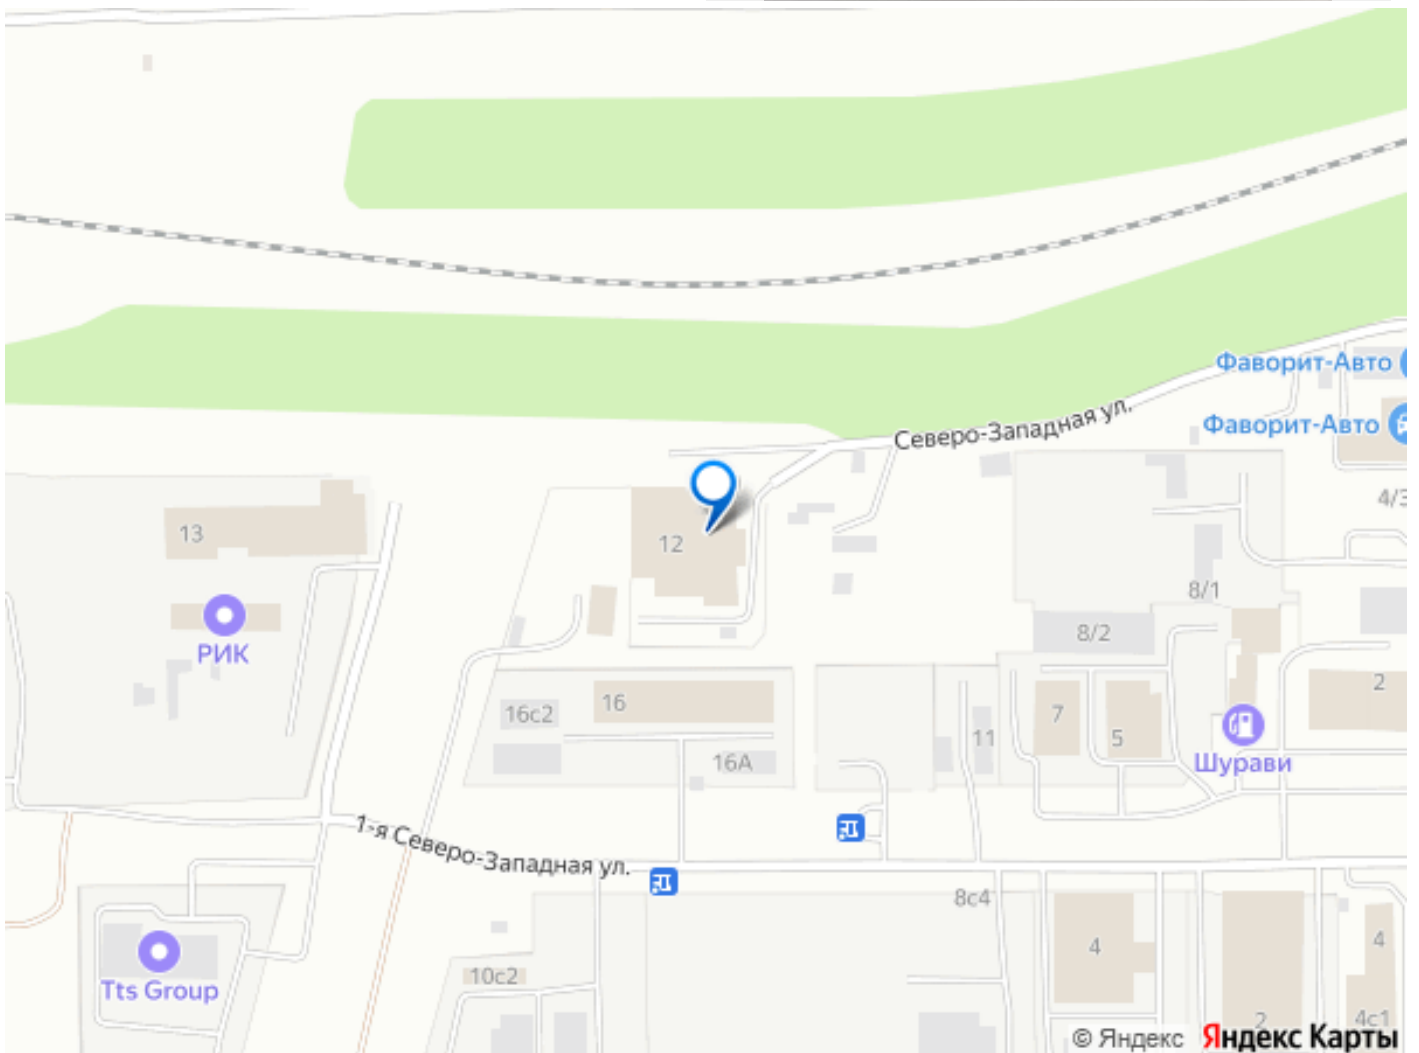 Фаворит-Авто
Северо-Западная ул.
Фаворит-Авто
4/3
13
12
8/1
8/2
РИК
2
16с2
16
7
5
11
16А
Шурави
1-я Северо-Западная ул.
8с4
4
4
Tts Group
10с2
2
4с1
© Яндекс Яндекс Карты